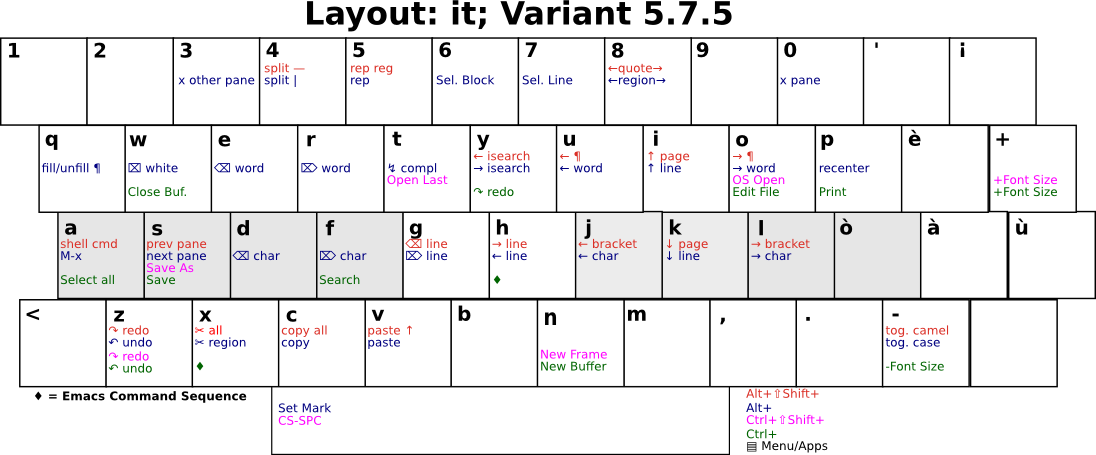 Layout: it; Variant 5.7.5
1
2
3
x other pane
4
split —
split |
5
rep reg
rep
6
Sel. Block
7
Sel. Line
8
←quote→
←region→
9
0
x pane
'
ì
q
fill/unfill ¶
w
⌧ white
Close Buf.
e
⌫ word
r
⌦ word
t
↯ compl
Open Last
y
← isearch
→ isearch
↷ redo
u
← ¶
← word
i
↑ page
↑ line
o
→ ¶
→ word
OS Open
Edit File
p
recenter
Print
è
+
+Font Size
+Font Size
a
shell cmd
M-x
Select all
s
prev pane
next pane
Save As
Save
d
⌫ char
f
⌦ char
Search
g
⌫ line
⌦ line
h
→ line
← line
♦
j
← bracket
← char
k
↓ page
↓ line
l
→ bracket
→ char
ò
à
ù
<
z
↷ redo
↶ undo
↷ redo
↶ undo
x
✂ all
✂ region
♦
c
copy all
copy
v
paste ↑
paste
b
n
New Frame
New Buffer
m
,
.
-
tog. camel
tog. case
-Font Size
♦ = Emacs Command Sequence
Set Mark
CS-SPC
Alt+⇧Shift+
Alt+
Ctrl+⇧Shift+
Ctrl+
▤ Menu/Apps